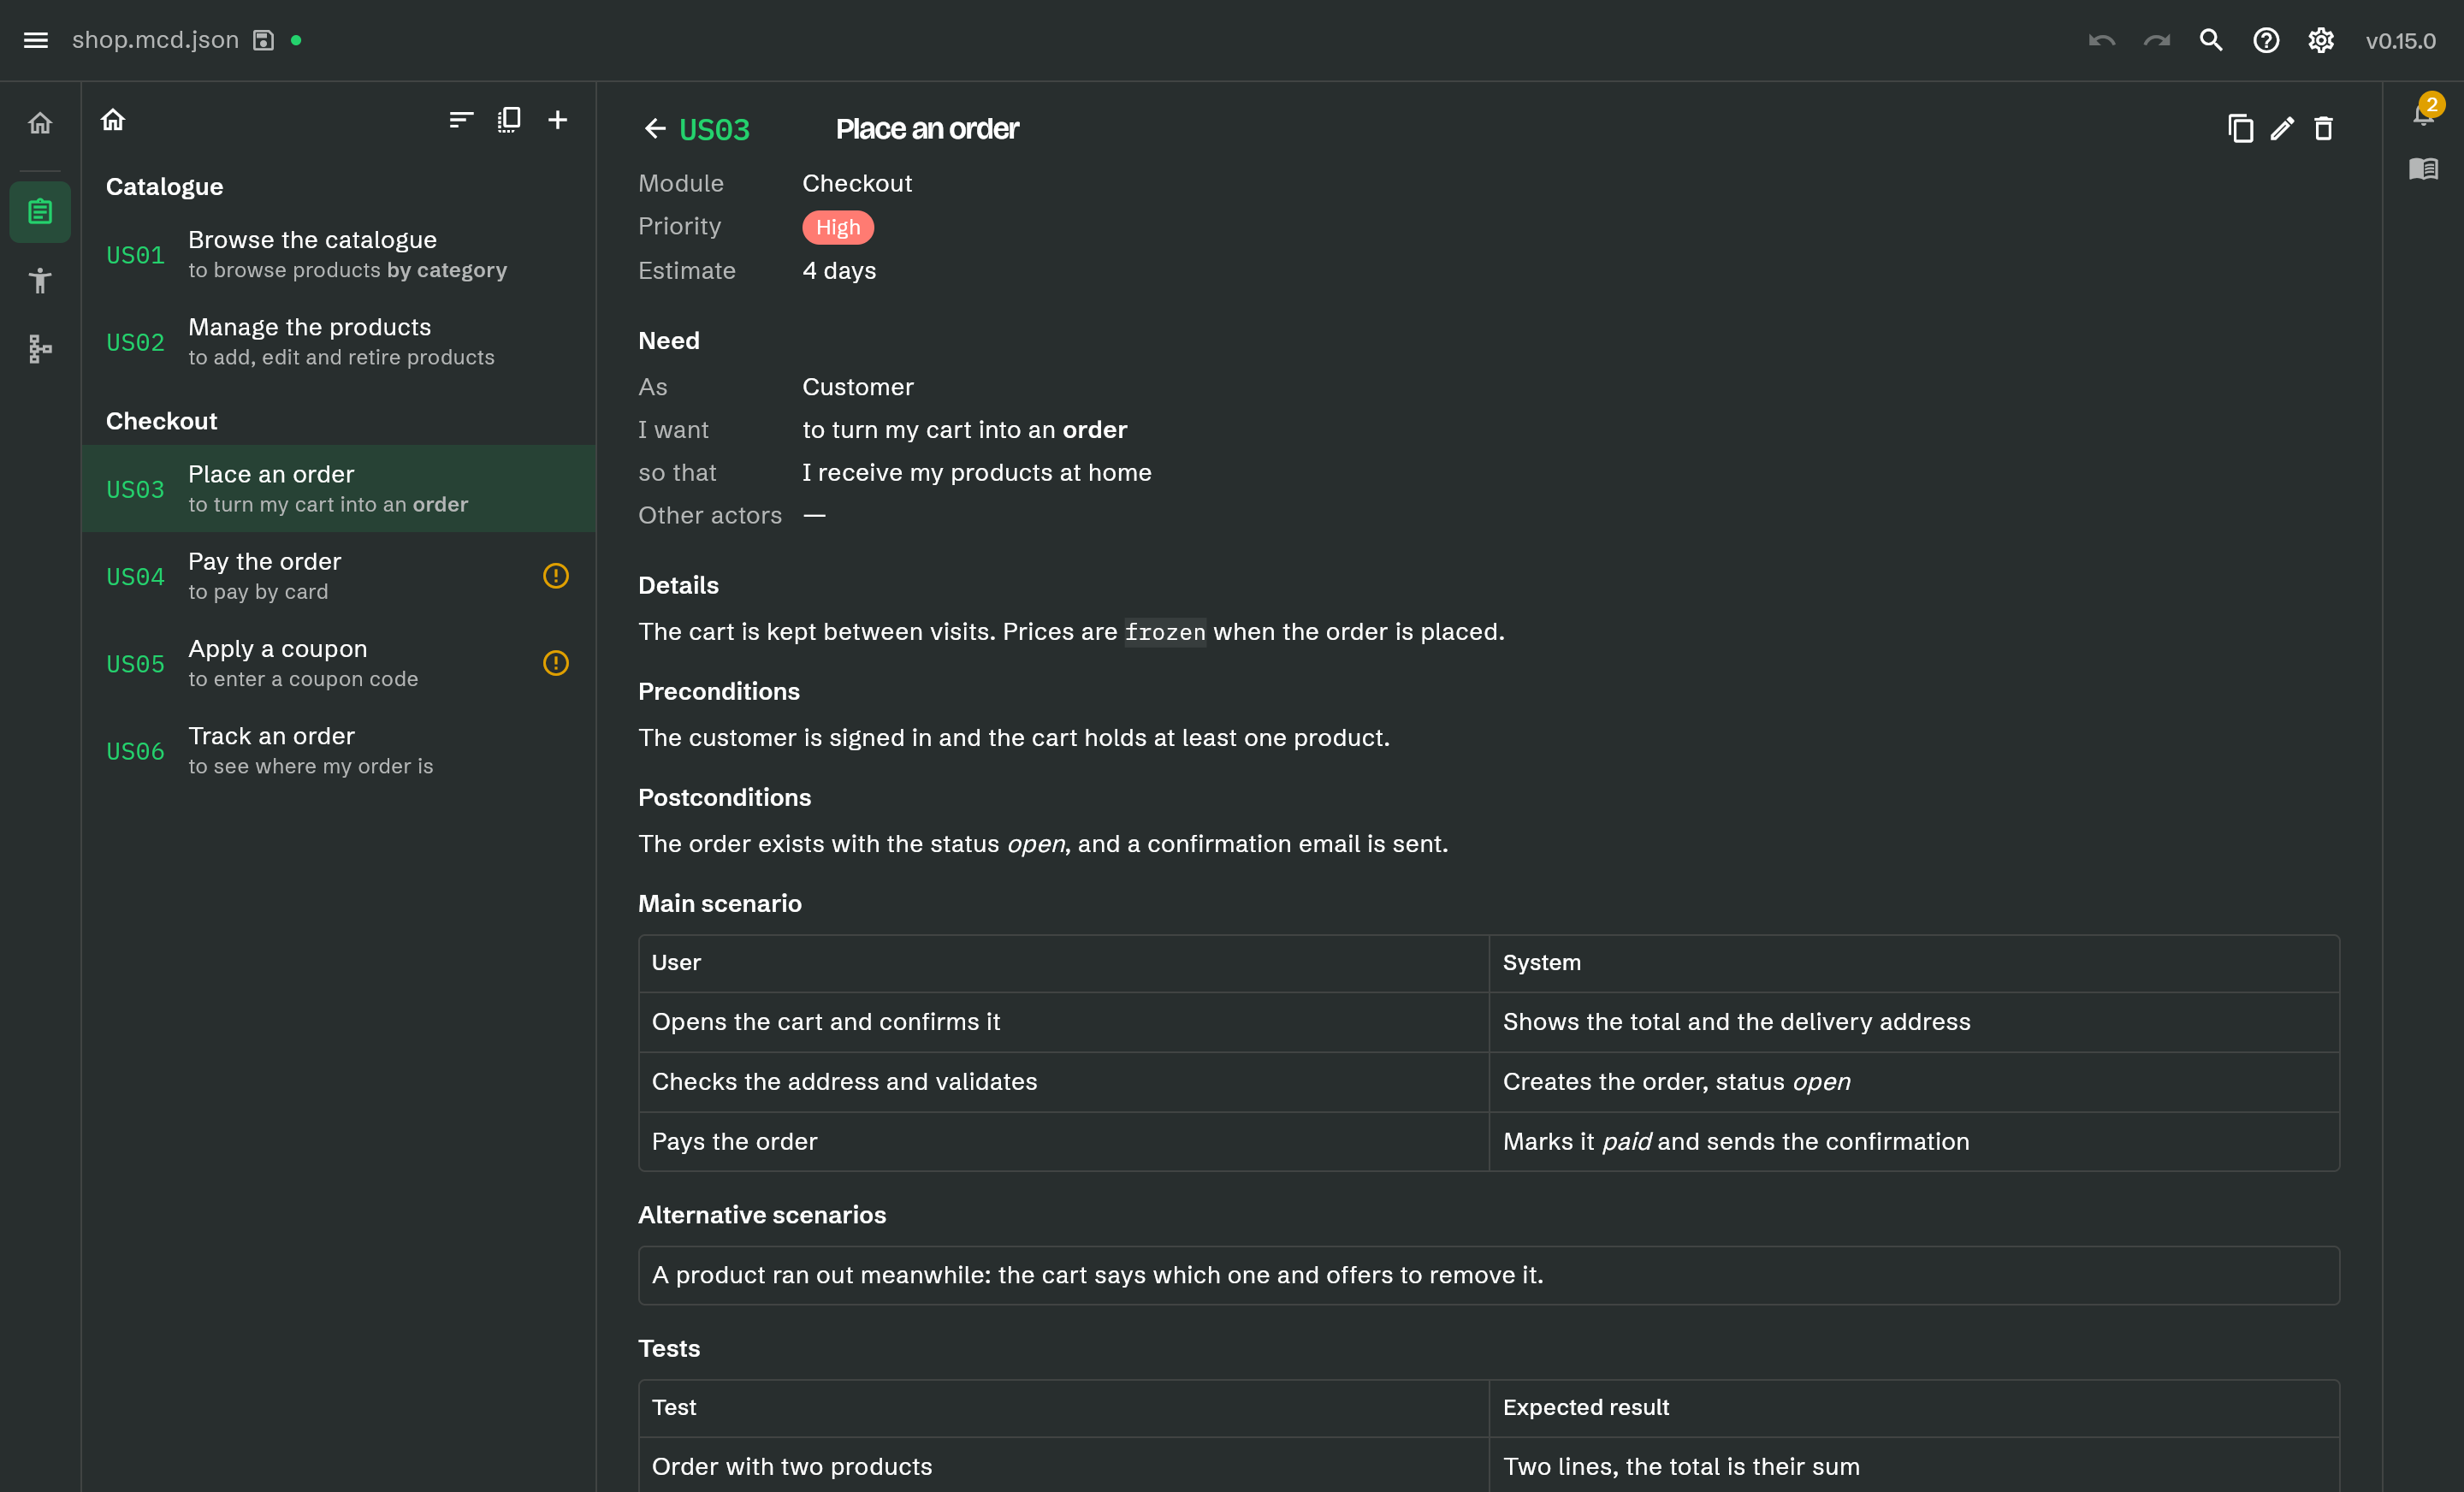 shop.mcd.json
v0.15.0
2
Catalogue
US01
Browse the catalogue
to browse products by category
US02
Manage the products
to add, edit and retire products
Checkout
US03
Place an order
to turn my cart into an order
US04
Pay the order
to pay by card
US05
Apply a coupon
to enter a coupon code
US06
Track an order
to see where my order is
US03 Place an order
Module Checkout
Priority High
Estimate 4 days
Need
As Customer
I want to turn my cart into an order
so that I receive my products at home
Other actors —
Details
The cart is kept between visits. Prices are frozen when the order is placed.
Preconditions
The customer is signed in and the cart holds at least one product.
Postconditions
The order exists with the status open, and a confirmation email is sent.
Main scenario
User System
Opens the cart and confirms it Shows the total and the delivery address
Checks the address and validates Creates the order, status open
Pays the order Marks it paid and sends the confirmation
Alternative scenarios
A product ran out meanwhile: the cart says which one and offers to remove it.
Tests
Test Expected result
Order with two products Two lines, the total is their sum